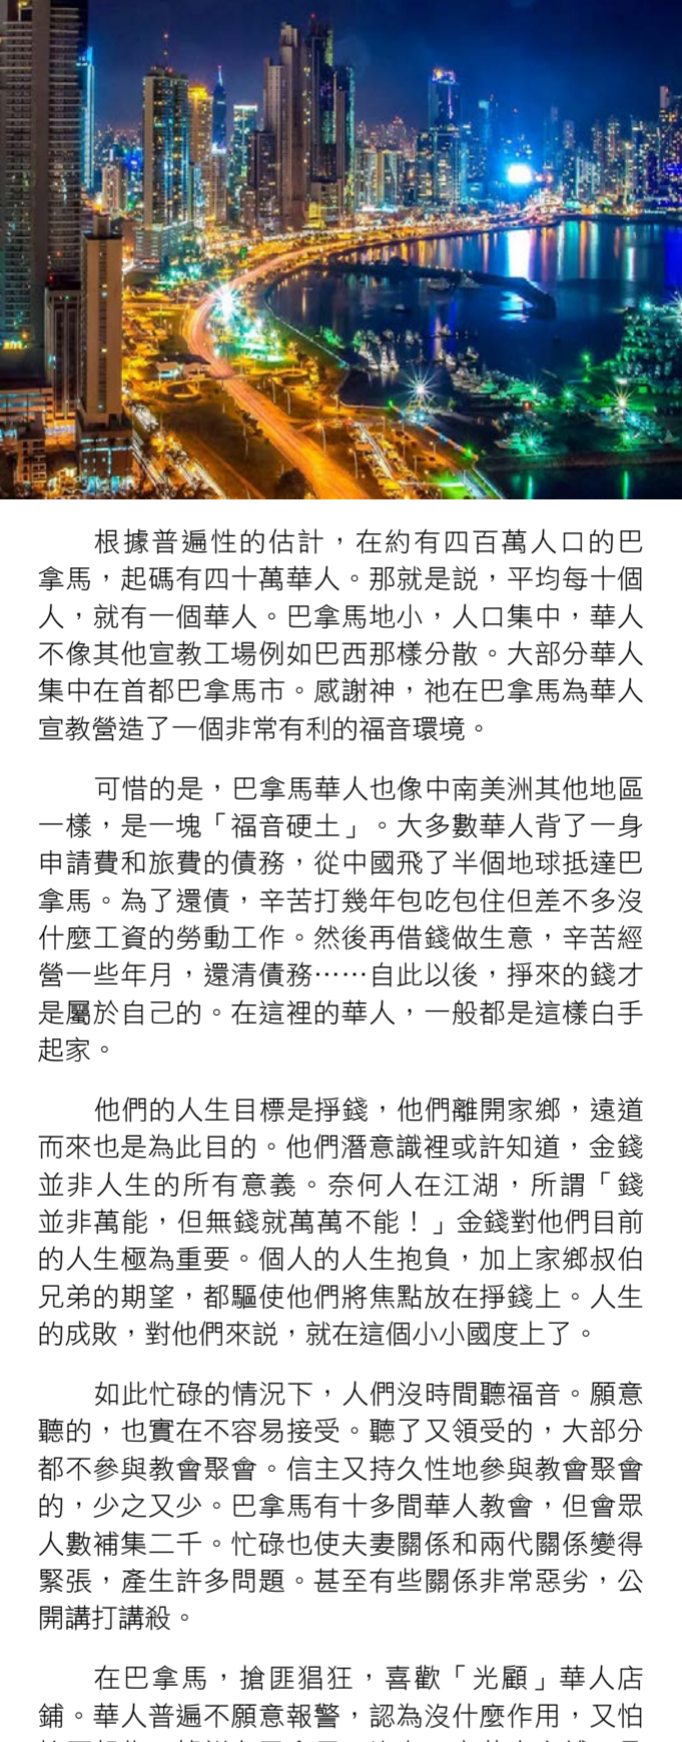 根據普遍性的估計，在約有四百萬人口的巴
拿馬，起碼有四十萬華人。那就是説，平均每十個
人，就有一個華人。巴拿馬地小，人口集中，華人
不像其他宣教工場例如巴西那樣分散。大部分華人
集中在首都巴拿馬市。感謝神，祂在巴拿馬為華人
宣教營造了一個非常有利的福音環境。
可惜的是，巴拿馬華人也像中南美洲其他地區
一樣，是一塊「福音硬土」。大多數華人背了一身
申請費和旅費的債務，從中國飛了半個地球抵達巴
拿馬。為了還債，辛苦打幾年包吃包住但差不多沒
什麼工資的勞動工作。然後再借錢做生意，辛苦經
營一些年月，還清債務……自此以後，掙來的錢才
是屬於自己的。在這裡的華人，一般都是這樣白手
起家。
他們的人生目標是掙錢，他們離開家鄉，遠道
而來也是為此目的。他們潛意識裡或許知道，金錢
並非人生的所有意義。奈何人在江湖，所謂「錢
並非萬能，但無錢就萬萬不能！」金錢對他們目前
的人生極為重要。個人的人生抱負，加上家鄉叔伯
兄弟的期望，都驅使他們將焦點放在掙錢上。人生
的成敗，對他們來説，就在這個小小國度上了。
如此忙碌的情況下，人們沒時間聽福音。願意
聽的，也實在不容易接受。聽了又領受的，大部分
都不參與教會聚會。信主又持久性地參與教會聚會
的，少之又少。巴拿馬有十多間華人教會，但會眾
人數補集二千。忙碌也使夫妻關係和兩代關係變得
緊張，產生許多問題。甚至有些關係非常惡劣，公
開講打講殺。
在巴拿馬，搶匪猖狂，喜歡「光顧」華人店
鋪。華人普遍不願意報警，認為沒什麼作用，又怕